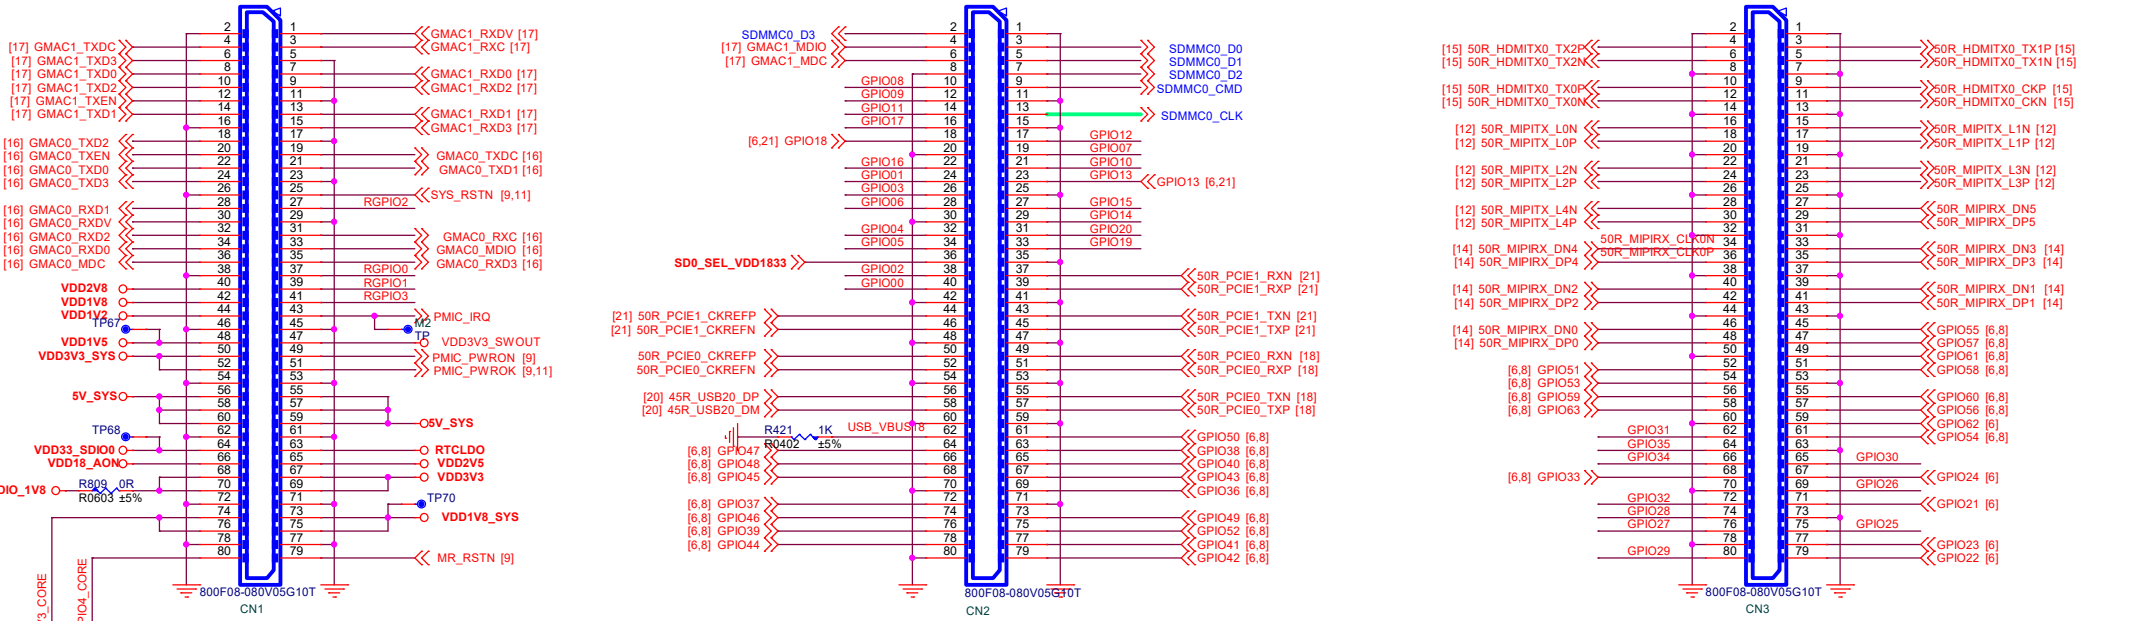 2 1
4 3
6 5
8 7
10 9
12 11
14 13
16 15
18 17
20 19
22 21
24 23
26 25
28 27
30 29
32 31
34 33
36 35
38 37
40 39
42 41
44 43
46 45
48 47
50 49
52 51
54 53
56 55
58 57
60 59
62 61
64 63
66 65
68 67
70 69
72 71
74 73
76 75
78 77
80 79
[17] GMAC1_TXDC
[17] GMAC1_TXD3
[17] GMAC1_TXD0
[17] GMAC1_TXD2
[17] GMAC1_TXEN
[17] GMAC1_TXD1
[16] GMAC0_TXD2
[16] GMAC0_TXEN
[16] GMAC0_TXD0
[16] GMAC0_TXD3
[16] GMAC0_RXD1
[16] GMAC0_RXDV
[16] GMAC0_RXD2
[16] GMAC0_RXD0
[16] GMAC0_MDC
VDD2V8
VDD1V8
VDD1V2
TP67
VDD1V5
VDD3V3_SYS
5V_SYS
TP68
VDD33_SDIO0
VDD18_AON
DIO_1V8
R809 0R
R0603 ±5%
3_CORE
PIO4_CORE
GMAC1_RXDV [17]
GMAC1_RXC [17]
GMAC1_RXD0 [17]
GMAC1_RXD2 [17]
GMAC1_RXD1 [17]
GMAC1_RXD3 [17]
GMAC0_TXDC [16]
GMAC0_TXD1 [16]
SYS_RSTN [9,11]
RGPIO2
GMAC0_RXC [16]
GMAC0_MDIO [16]
GMAC0_RXD3 [16]
RGPIO0
RGPIO1
RGPIO3
PMIC_IRQ
M2
TP
VDD3V3_SWOUT
PMIC_PWRON [9]
PMIC_PWROK [9,11]
5V_SYS
RTCLDO
VDD2V5
VDD3V3
TP70
VDD1V8_SYS
MR_RSTN [9]
800F08-080V05G10T
CN1
2 1
4 3
6 5
8 7
10 9
12 11
14 13
16 15
18 17
20 19
22 21
24 23
26 25
28 27
30 29
32 31
34 33
36 35
38 37
40 39
42 41
44 43
46 45
48 47
50 49
52 51
54 53
56 55
58 57
60 59
62 61
64 63
66 65
68 67
70 69
72 71
74 73
76 75
78 77
80 79
SDMMC0_D3
[17] GMAC1_MDIO
[17] GMAC1_MDC
GPIO08
GPIO09
GPIO11
GPIO17
[6,21] GPIO18
GPIO16
GPIO01
GPIO03
GPIO06
GPIO04
GPIO05
SD0_SEL_VDD1833
GPIO02
GPIO00
[21] 50R_PCIE1_CKREFP
[21] 50R_PCIE1_CKREFN
50R_PCIE0_CKREFP
50R_PCIE0_CKREFN
[20] 45R_USB20_DP
[20] 45R_USB20_DM
R421 1K
R0402 ±5%
USB_VBUS18
[6,8] GPIO47
[6,8] GPIO48
[6,8] GPIO45
[6,8] GPIO37
[6,8] GPIO46
[6,8] GPIO39
[6,8] GPIO44
SDMMC0_D0
SDMMC0_D1
SDMMC0_D2
SDMMC0_CMD
SDMMC0_CLK
GPIO12
GPIO07
GPIO10
GPIO13
GPIO13 [6,21]
GPIO15
GPIO14
GPIO20
GPIO19
50R_PCIE1_RXN [21]
50R_PCIE1_RXP [21]
50R_PCIE1_TXN [21]
50R_PCIE1_TXP [21]
50R_PCIE0_RXN [18]
50R_PCIE0_RXP [18]
50R_PCIE0_TXN [18]
50R_PCIE0_TXP [18]
GPIO50 [6,8]
GPIO38 [6,8]
GPIO40 [6,8]
GPIO43 [6,8]
GPIO36 [6,8]
GPIO49 [6,8]
GPIO52 [6,8]
GPIO41 [6,8]
GPIO42 [6,8]
800F08-080V05G10T
CN2
2 1
4 3
6 5
8 7
10 9
12 11
14 13
16 15
18 17
20 19
22 21
24 23
26 25
28 27
30 29
32 31
34 33
36 35
38 37
40 39
42 41
44 43
46 45
48 47
50 49
52 51
54 53
56 55
58 57
60 59
62 61
64 63
66 65
68 67
70 69
72 71
74 73
76 75
78 77
80 79
[15] 50R_HDMITX0_TX2P
[15] 50R_HDMITX0_TX2N
[15] 50R_HDMITX0_TX0P
[15] 50R_HDMITX0_TX0N
[12] 50R_MIPITX_L0N
[12] 50R_MIPITX_L0P
[12] 50R_MIPITX_L2N
[12] 50R_MIPITX_L2P
[12] 50R_MIPITX_L4N
[12] 50R_MIPITX_L4P
50R_MIPIRX_CLK0N
50R_MIPIRX_CLK0P
[14] 50R_MIPIRX_DN4
[14] 50R_MIPIRX_DP4
[14] 50R_MIPIRX_DN2
[14] 50R_MIPIRX_DP2
[14] 50R_MIPIRX_DN0
[14] 50R_MIPIRX_DP0
[6,8] GPIO51
[6,8] GPIO53
[6,8] GPIO59
[6,8] GPIO63
GPIO31
GPIO35
GPIO34
[6,8] GPIO33
GPIO32
GPIO28
GPIO27
GPIO29
50R_HDMITX0_TX1P [15]
50R_HDMITX0_TX1N [15]
50R_HDMITX0_CKP [15]
50R_HDMITX0_CKN [15]
50R_MIPITX_L1N [12]
50R_MIPITX_L1P [12]
50R_MIPITX_L3N [12]
50R_MIPITX_L3P [12]
50R_MIPIRX_DN5
50R_MIPIRX_DP5
50R_MIPIRX_DN3 [14]
50R_MIPIRX_DP3 [14]
50R_MIPIRX_DN1 [14]
50R_MIPIRX_DP1 [14]
GPIO55 [6,8]
GPIO57 [6,8]
GPIO61 [6,8]
GPIO58 [6,8]
GPIO60 [6,8]
GPIO56 [6,8]
GPIO62 [6]
GPIO54 [6,8]
GPIO30
GPIO24 [6]
GPIO26
GPIO21 [6]
GPIO25
GPIO23 [6]
GPIO22 [6]
800F08-080V05G10T
CN3